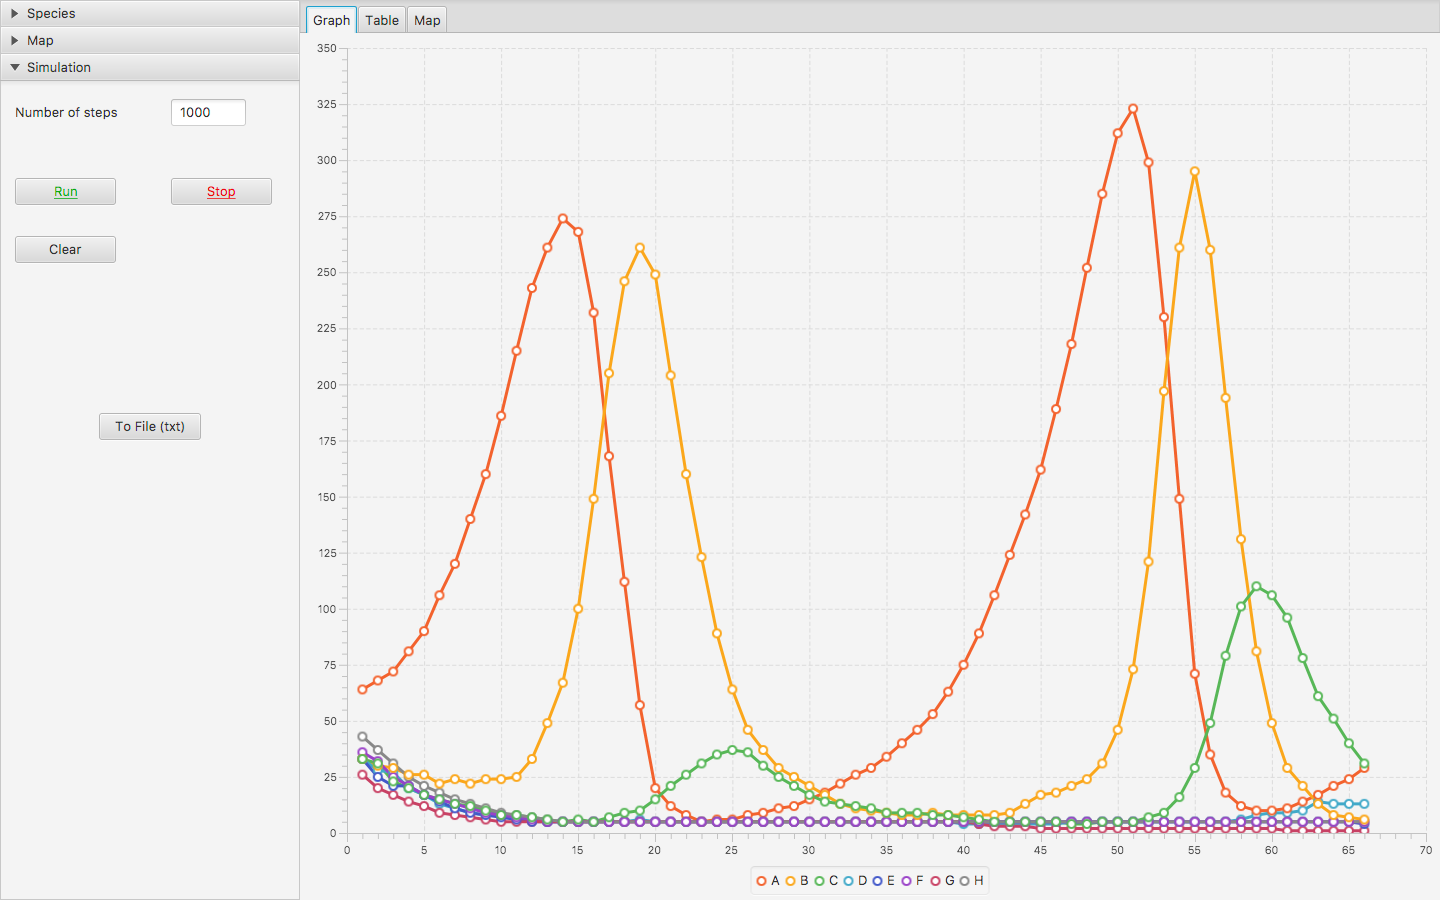 Species
Map
Simulation
Number of steps 1000
Run Stop
Clear
To File (txt)
Graph Table Map
350
325
300
275
250
225
200
175
150
125
100
75
50
25
0
0 5 10 15 20 25 30 35 40 45 50 55 60 65 70
A B C D E F G H